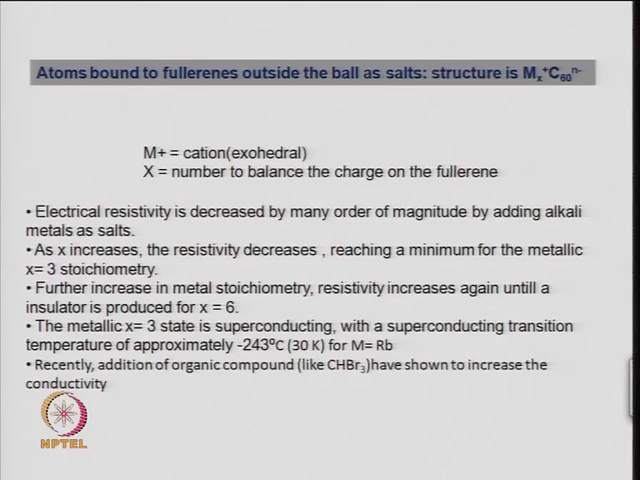 Atoms bound to fullerenes outside the ball as salts: structure is Mₓ⁺C₆₀ⁿ⁻
M+ = cation(exohedral)
X = number to balance the charge on the fullerene
• Electrical resistivity is decreased by many order of magnitude by adding alkali
metals as salts.
• As x increases, the resistivity decreases , reaching a minimum for the metallic
x= 3 stoichiometry.
• Further increase in metal stoichiometry, resistivity increases again untill a
insulator is produced for x = 6.
• The metallic x= 3 state is superconducting, with a superconducting transition
temperature of approximately -243ºC (30 K) for M= Rb
• Recently, addition of organic compound (like CHBr₃)have shown to increase the
conductivity
NPTEL